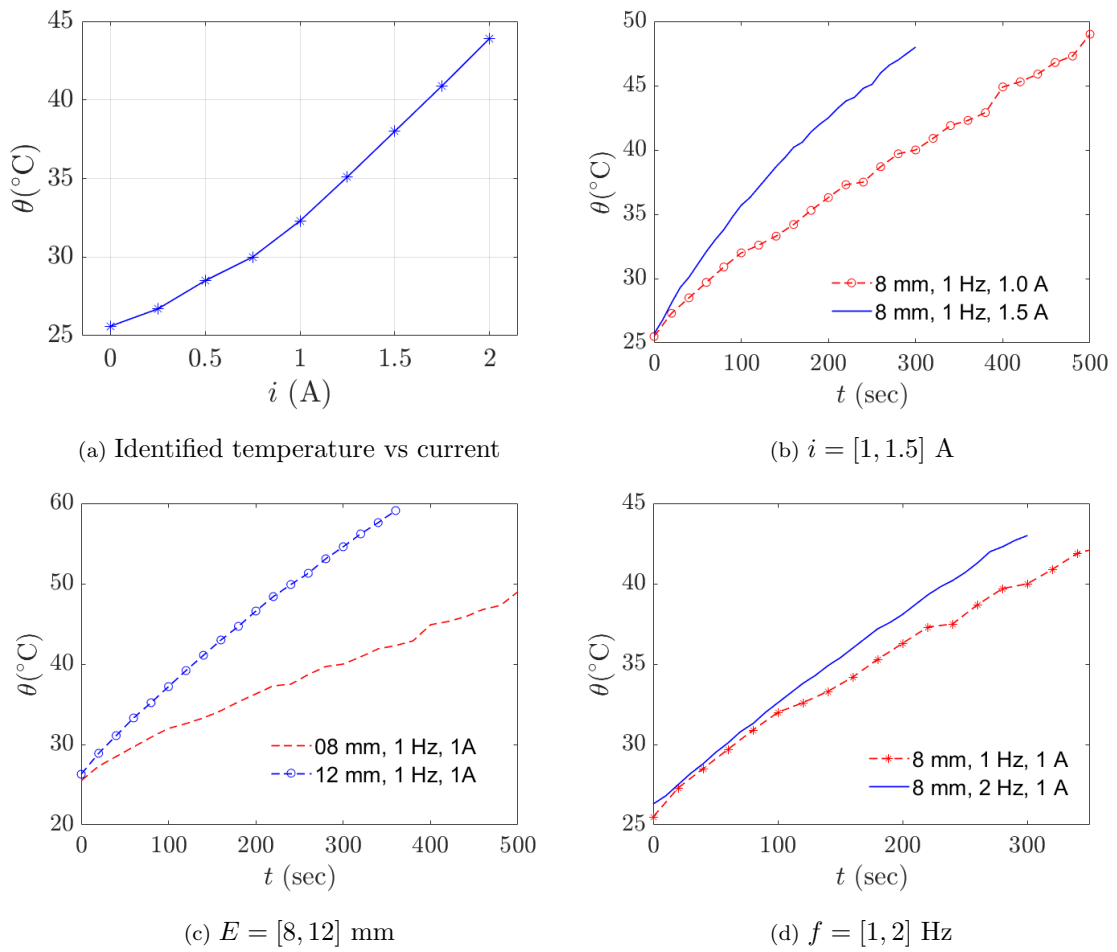 45
40
35
30
25
θ(°C)
0 0.5 1 1.5 2
i (A)
(a) Identified temperature vs current
50
45
40
35
30
25
θ(°C)
8 mm, 1 Hz, 1.0 A
8 mm, 1 Hz, 1.5 A
0 100 200 300 400 500
t (sec)
(b) i = [1, 1.5] A
60
50
40
30
20
θ(°C)
08 mm, 1 Hz, 1A
12 mm, 1 Hz, 1A
0 100 200 300 400 500
t (sec)
(c) E = [8, 12] mm
45
40
35
30
25
θ(°C)
8 mm, 1 Hz, 1 A
8 mm, 2 Hz, 1 A
0 100 200 300
t (sec)
(d) f = [1, 2] Hz